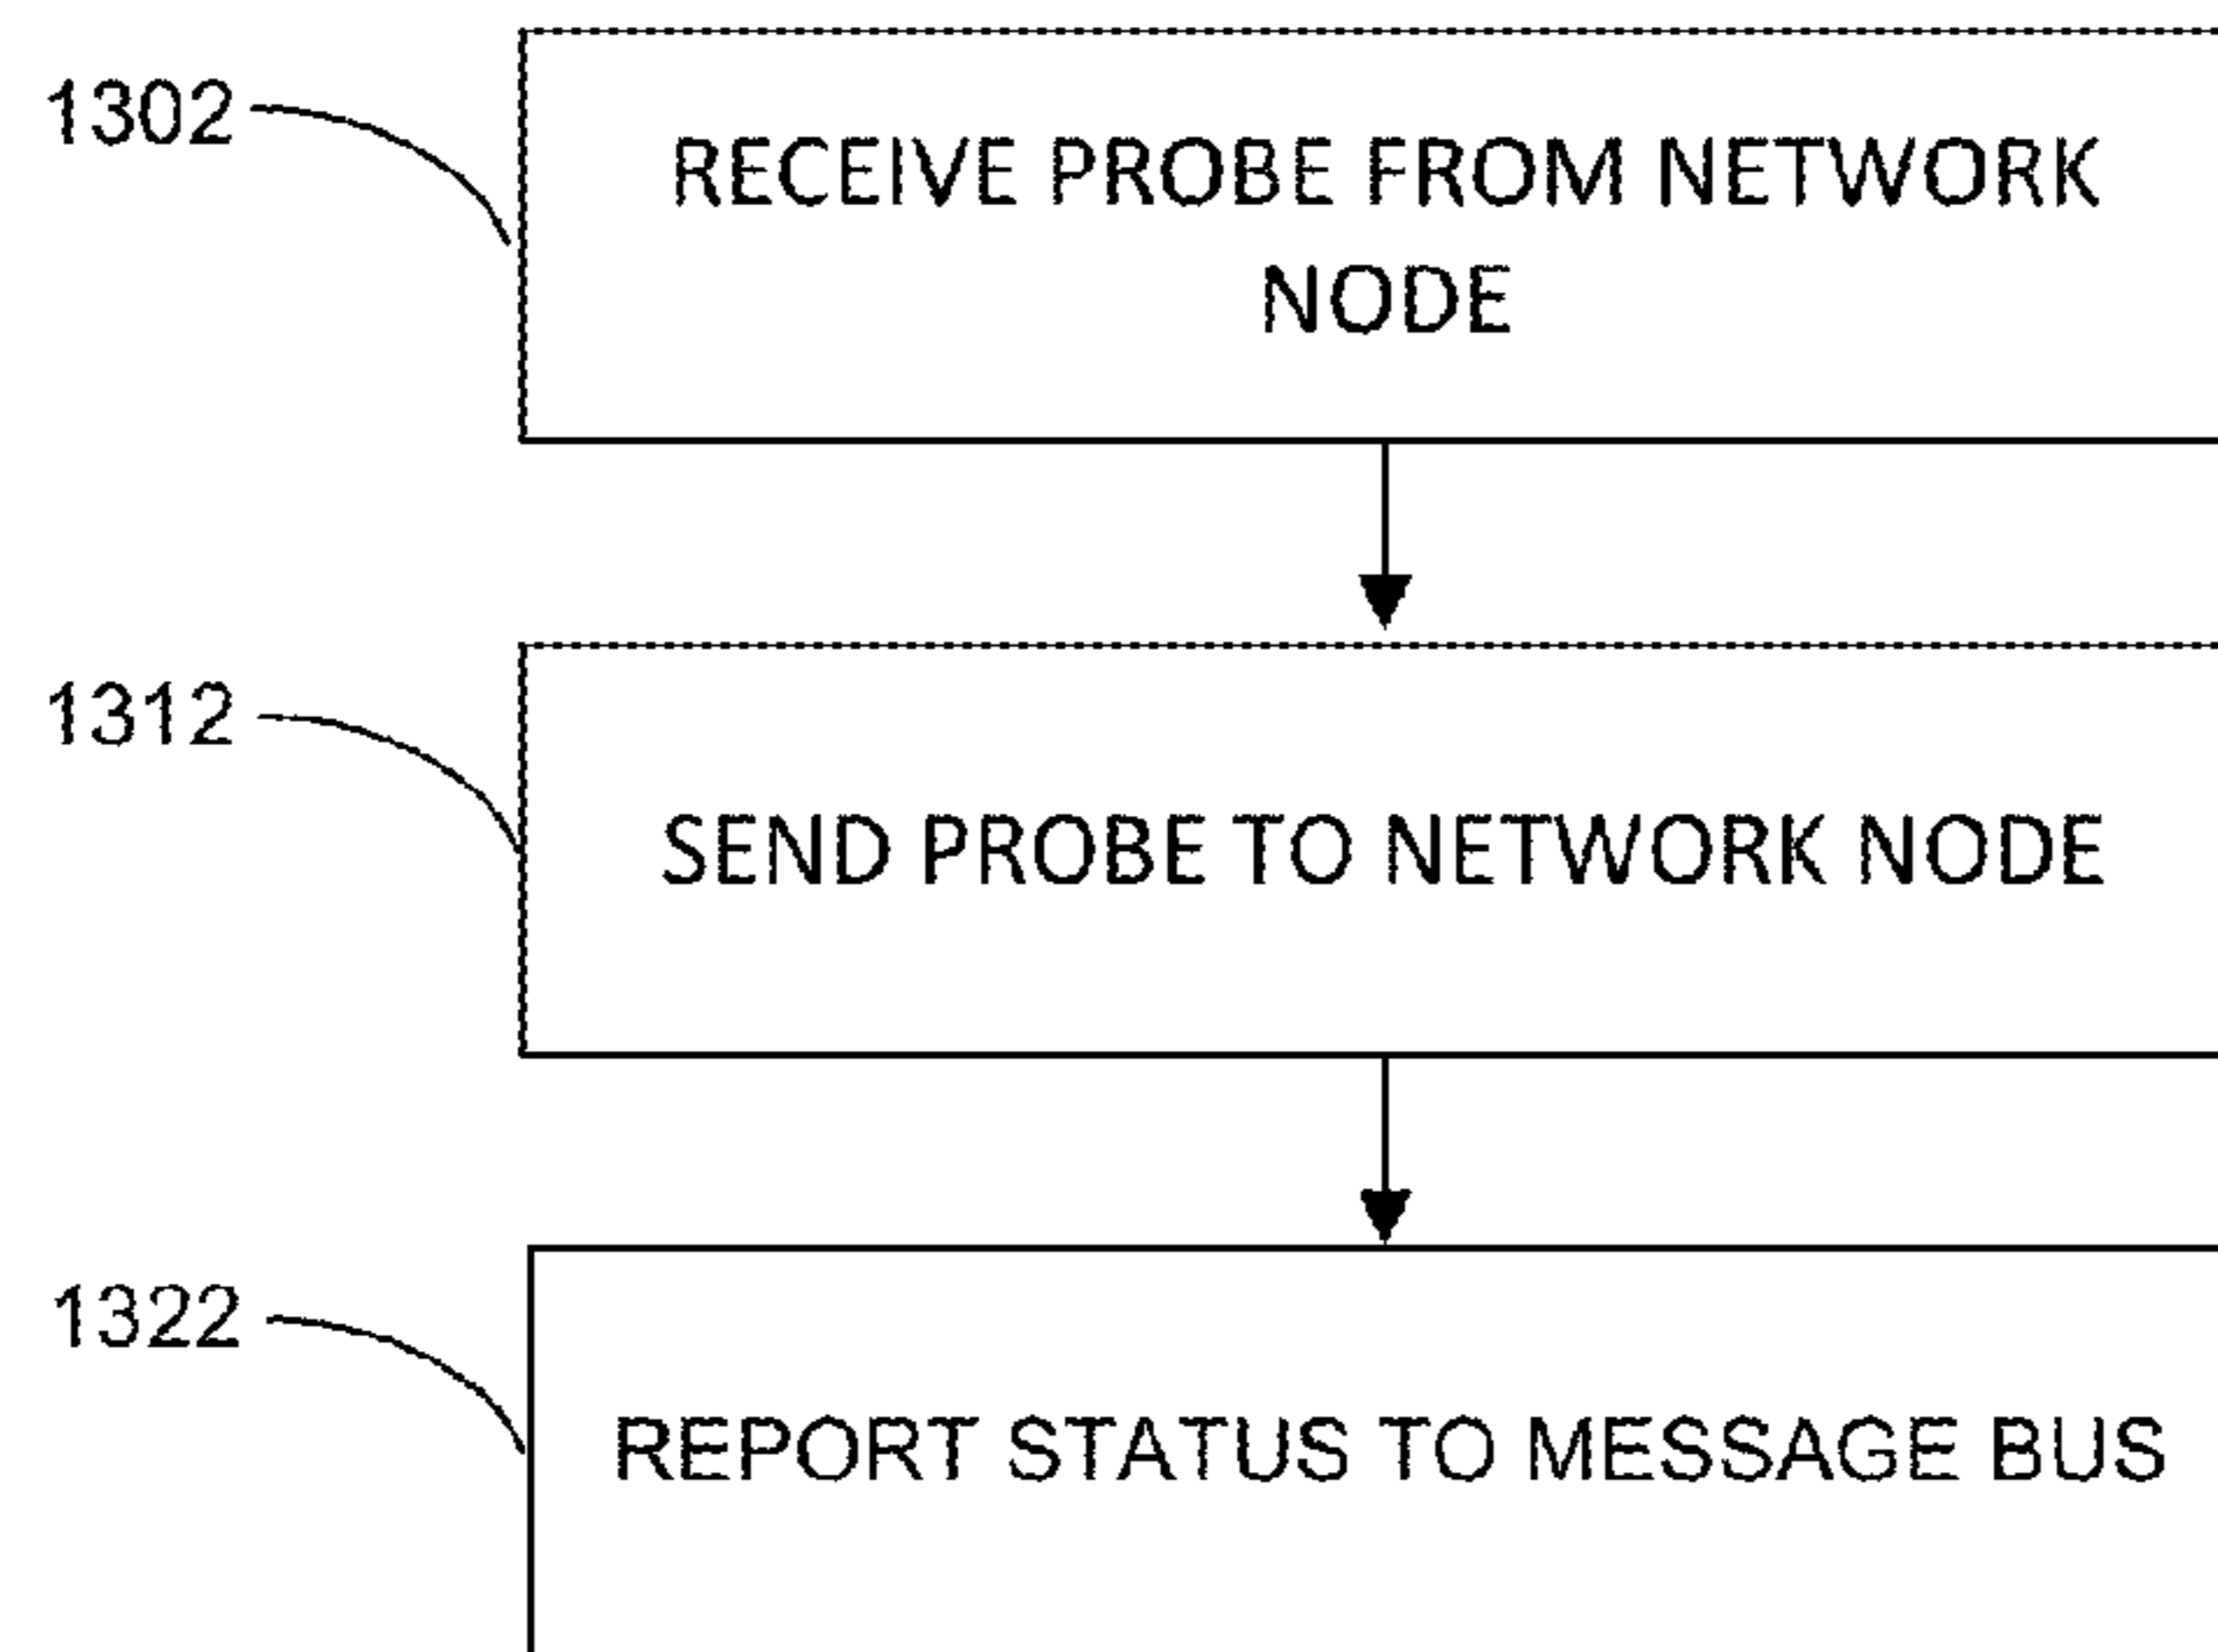 1302
RECEIVE PROBE FROM NETWORK
NODE
1312
SEND PROBE TO NETWORK NODE
1322
REPORT STATUS TO MESSAGE BUS